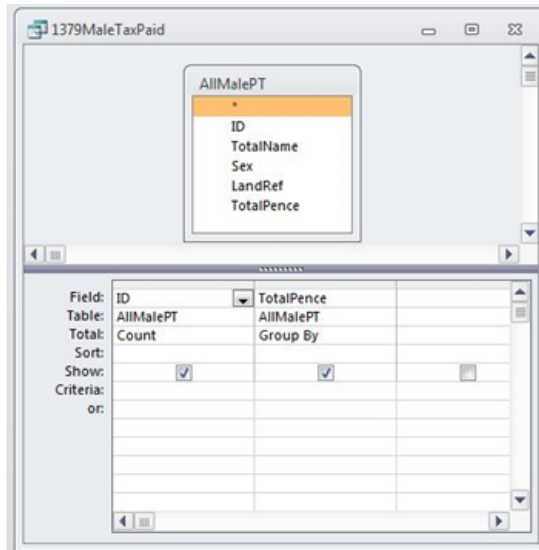 1379MaleTaxPaid
AllMalePT
*
ID
TotalName
Sex
LandRef
TotalPence
Field: ID TotalPence
Table: AllMalePT AllMalePT
Total: Count Group By
Sort:
Show:
Criteria:
or: